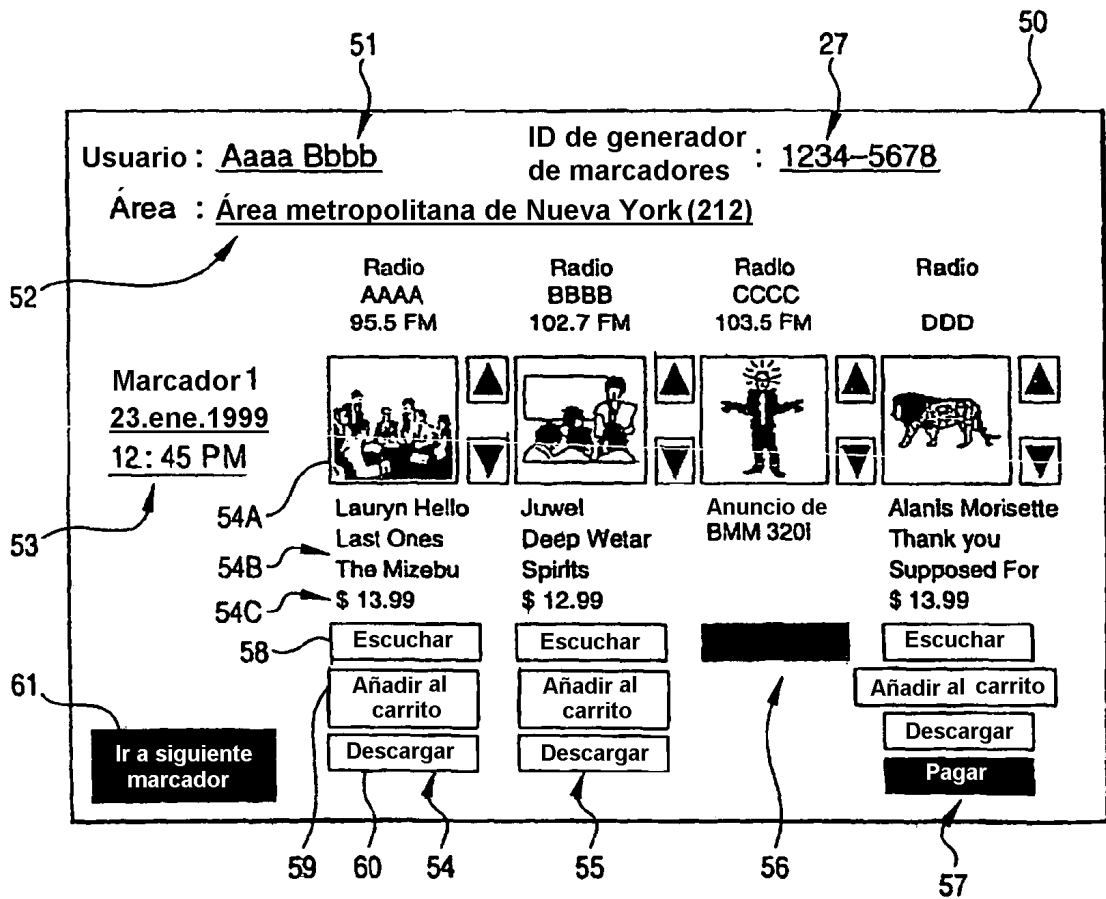 50
51
27
Usuario : Aaaa Bbbb
ID de generador de marcadores : 1234-5678
Área : Área metropolitana de Nueva York (212)
52
Radio AAAA 95.5 FM
Radio BBBB 102.7 FM
Radio CCCC 103.5 FM
Radio DDD
Marcador 1
23.ene.1999
12:45 PM
53
54A
54B
54C
Lauryn Hello
Last Ones
The Mizebu
$ 13.99
Juwel
Deep Wetar
Spirits
$ 12.99
Anuncio de
BMM 320i
Alanis Morisette
Thank you
Supposed For
$ 13.99
58
Escuchar
Escuchar
Escuchar
Añadir al
carrito
Añadir al
carrito
Añadir al carrito
Descargar
Descargar
Descargar
Pagar
61
Ir a siguiente
marcador
59
60
54
55
56
57